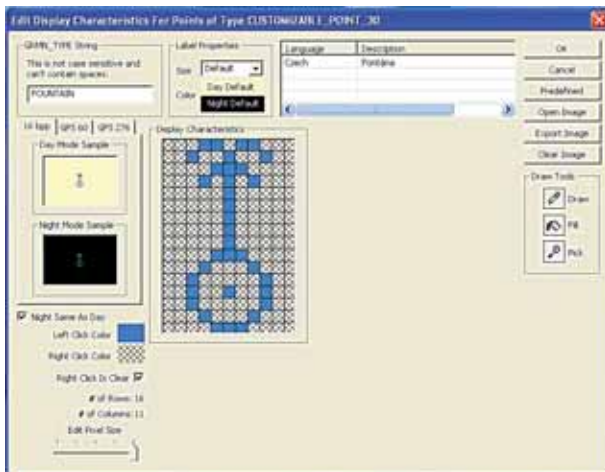 Edit Display Characteristics For Points of Type CUSTOMIZABLE_POINT_30
GRMN_TYPE String
This is not case sensitive and
can't contain spaces.
FOUNTAIN
Label Properties
Size Default
Color Day Default
Night Default
Language Description
Czech Fontána
OK
Cancel
Predefined
Open Image
Export Image
Clear Image
Draw Tools
Draw
Fill
Pick
GPS 60 GPS 276
Day Mode Sample
Night Mode Sample
Display Characteristics
Night Same As Day
Left Click Color
Right Click Color
Right Click Is Clear
# of Rows: 16
# of Columns: 11
Edit Pixel Size